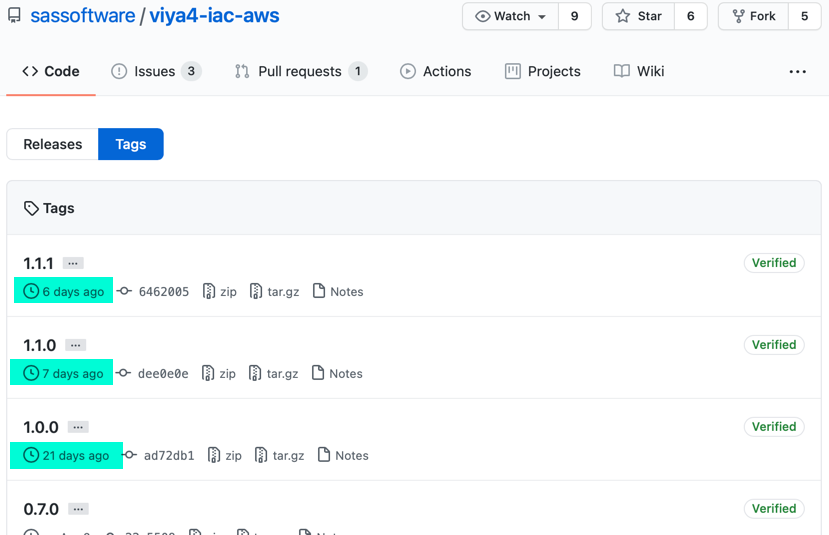 sassoftware / viya4-iac-aws Watch 9 Star 6 Fork 5
<> Code Issues 3 Pull requests 1 Actions Projects Wiki ...
Releases Tags
Tags
1.1.1 ... Verified
6 days ago 6462005 zip tar.gz Notes
1.1.0 ... Verified
7 days ago dee0e0e zip tar.gz Notes
1.0.0 ... Verified
21 days ago ad72db1 zip tar.gz Notes
0.7.0 ... Verified